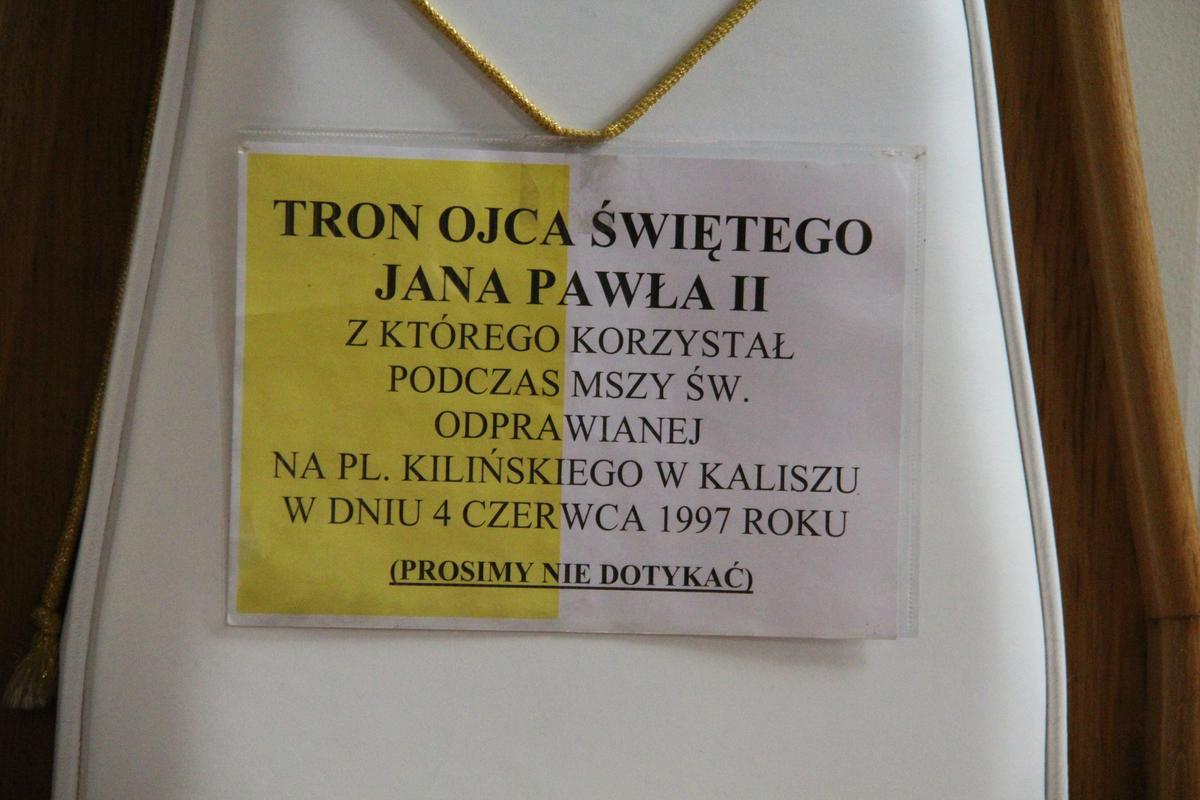 TRON OJCA ŚWIĘTEGO
JANA PAWŁA II
Z KTÓREGO KORZYSTAŁ
PODCZAS MSZY ŚW.
ODPRAWIANEJ
NA PL. KILIŃSKIEGO W KALISZU
W DNIU 4 CZERWCA 1997 ROKU
(PROSIMY NIE DOTYKAĆ)